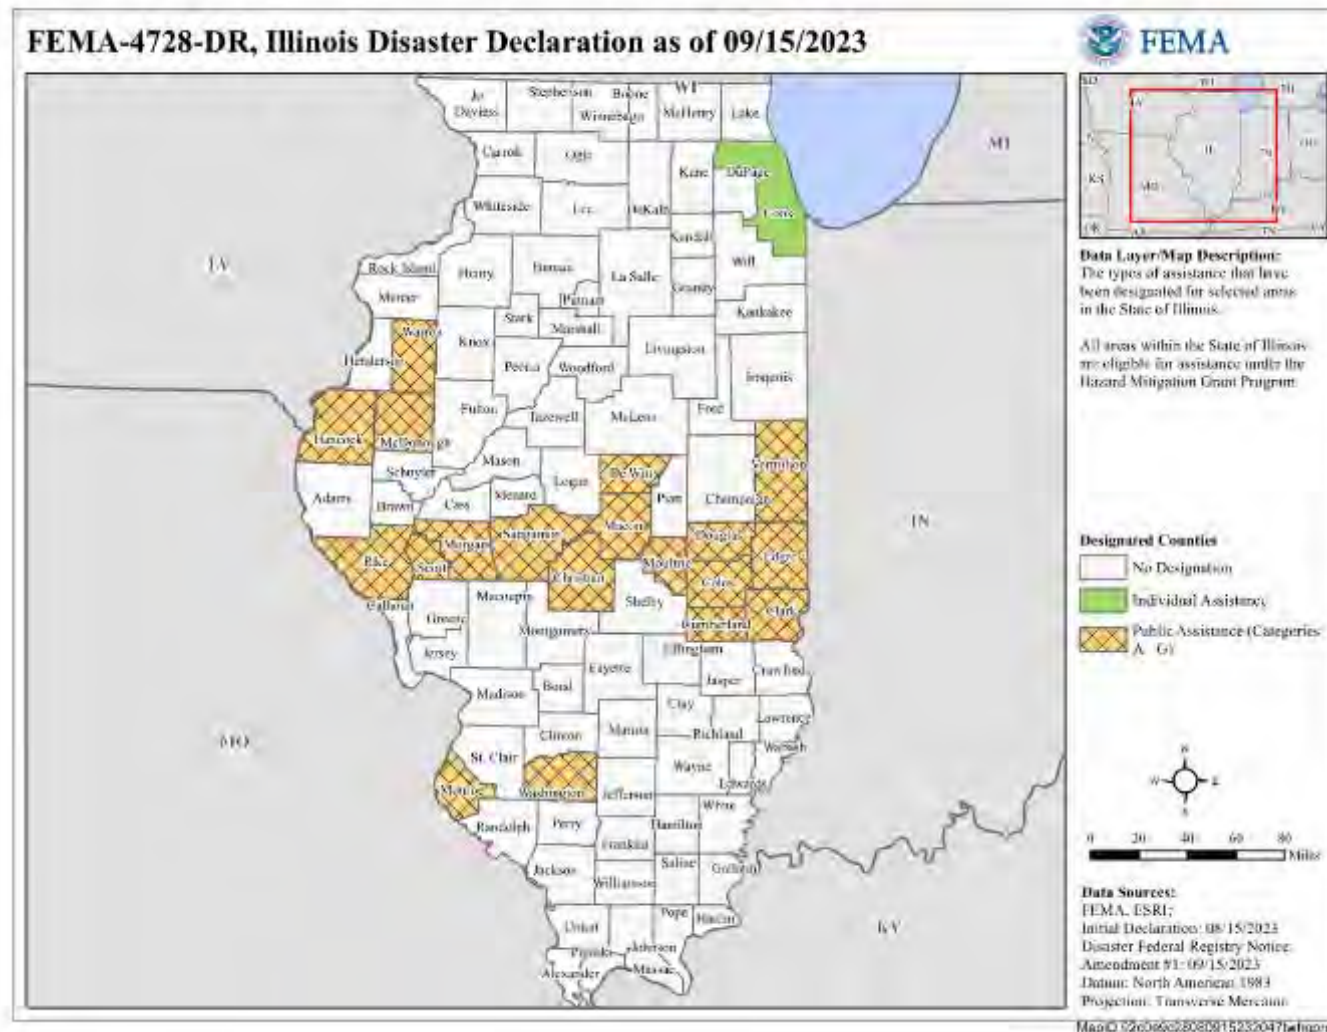 FEMA-4728-DR, Illinois Disaster Declaration as of 09/15/2023
FEMA
WI
MI
IA
IN
MO
KY
Jo
Daviess
Stephenson
Boone
Winnebago
McHenry
Lake
Carroll
Ogle
Kane
DuPage
Cook
Whiteside
Lee
DeKalb
Kendall
Will
Rock Island
Henry
Bureau
La Salle
Grundy
Mercer
Putnam
Kankakee
Stark
Marshall
Warren
Knox
Henderson
Peoria
Woodford
Livingston
Iroquois
Fulton
Tazewell
McLean
Ford
Hancock
McDonough
Schuyler
Mason
Logan
De Witt
Vermilion
Adams
Brown
Cass
Menard
Piatt
Champaign
Pike
Scott
Morgan
Sangamon
Macon
Douglas
Edgar
Christian
Moultrie
Coles
Calhoun
Greene
Macoupin
Shelby
Clark
Montgomery
Cumberland
Jersey
Fayette
Effingham
Jasper
Crawford
Madison
Bond
Clay
Clinton
Marion
Richland
Lawrence
Wabash
St. Clair
Wayne
Edwards
Monroe
Washington
Jefferson
White
Randolph
Perry
Hamilton
Franklin
Jackson
Saline
Gallatin
Williamson
Union
Pope
Hardin
Johnson
Pulaski
Massac
Alexander
Data Layer/Map Description:
The types of assistance that have
been designated for selected areas
in the State of Illinois.
All areas within the State of Illinois
are eligible for assistance under the
Hazard Mitigation Grant Program
Designated Counties
No Designation
Individual Assistance
Public Assistance (Categories
A G)
N
W
E
S
0 20 40 60 80
Miles
Data Sources:
FEMA, ESRI;
Initial Declaration: 08/15/2023
Disaster Federal Registry Notice:
Amendment #1: 09/15/2023
Datum: North American 1983
Projection: Transverse Mercator